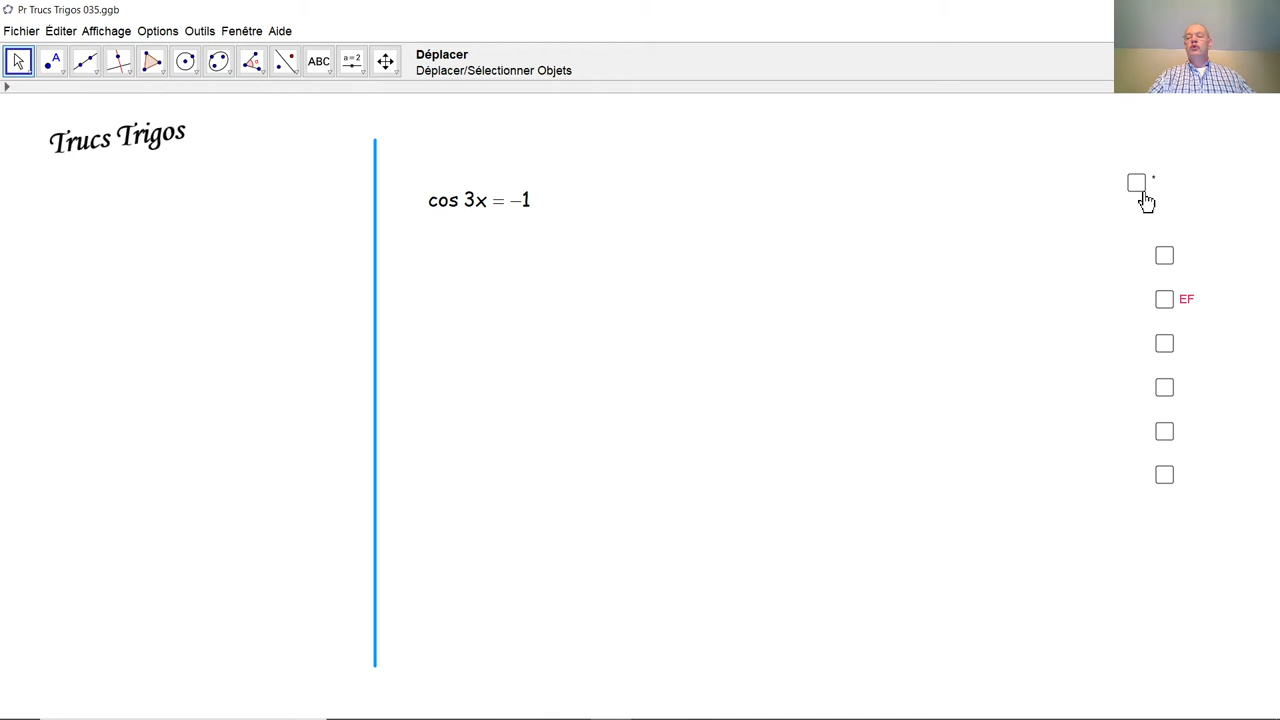 Pr Trucs Trigos 035.ggb
Fichier Éditer Affichage Options Outils Fenêtre Aide
A ABC a=2
Déplacer
Déplacer/Sélectionner Objets
Trucs Trigos
cos 3x = –1
*
EF